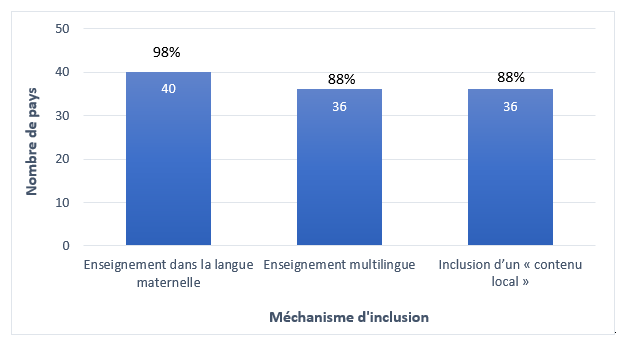 50
98%
88%
88%
40
40
36
36
30
20
10
0
Nombre de pays
Enseignement dans la langue
maternelle
Enseignement multilingue
Inclusion d’un « contenu
local »
Méchanisme d'inclusion